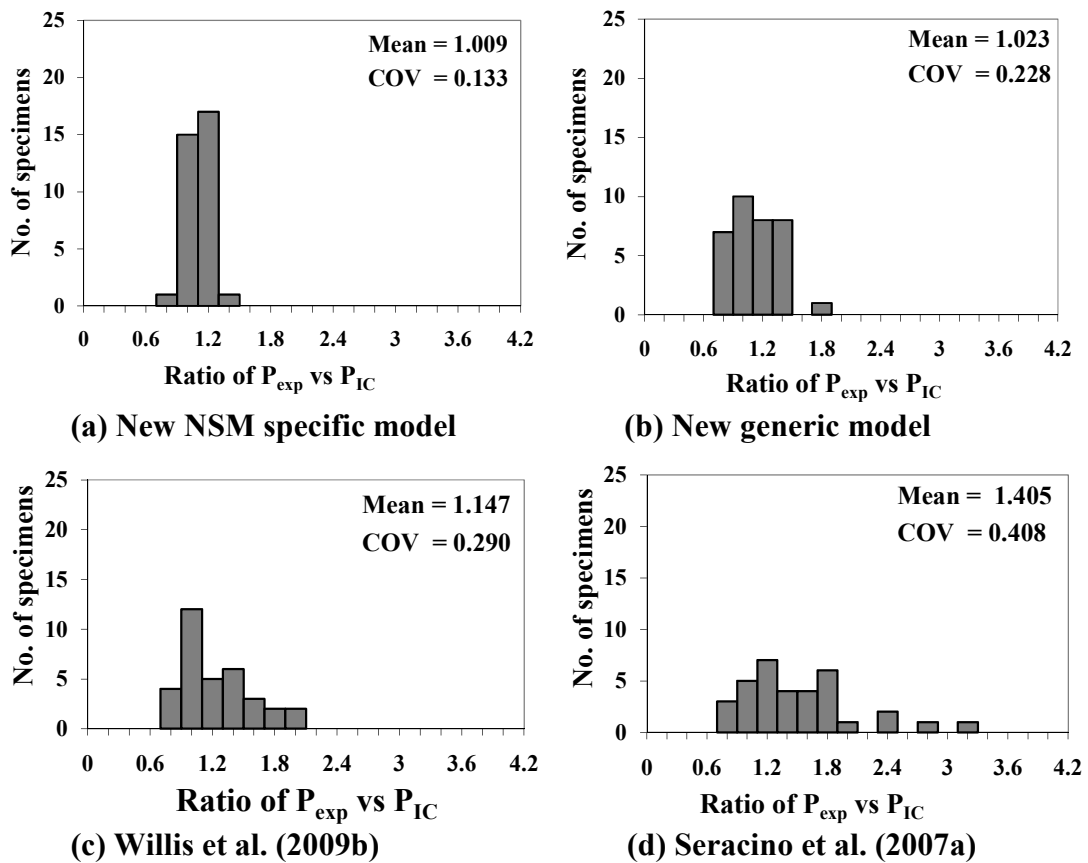 25
20
15
10
5
0
No. of specimens
Mean = 1.009
COV = 0.133
0 0.6 1.2 1.8 2.4 3 3.6 4.2
Ratio of P_exp vs P_IC
(a) New NSM specific model
25
20
15
10
5
0
No. of specimens
Mean = 1.023
COV = 0.228
0 0.6 1.2 1.8 2.4 3 3.6 4.2
Ratio of P_exp vs P_IC
(b) New generic model
25
20
15
10
5
0
No. of specimens
Mean = 1.147
COV = 0.290
0 0.6 1.2 1.8 2.4 3 3.6 4.2
Ratio of P_exp vs P_IC
(c) Willis et al. (2009b)
25
20
15
10
5
0
No. of specimens
Mean = 1.405
COV = 0.408
0 0.6 1.2 1.8 2.4 3 3.6 4.2
Ratio of P_exp vs P_IC
(d) Seracino et al. (2007a)